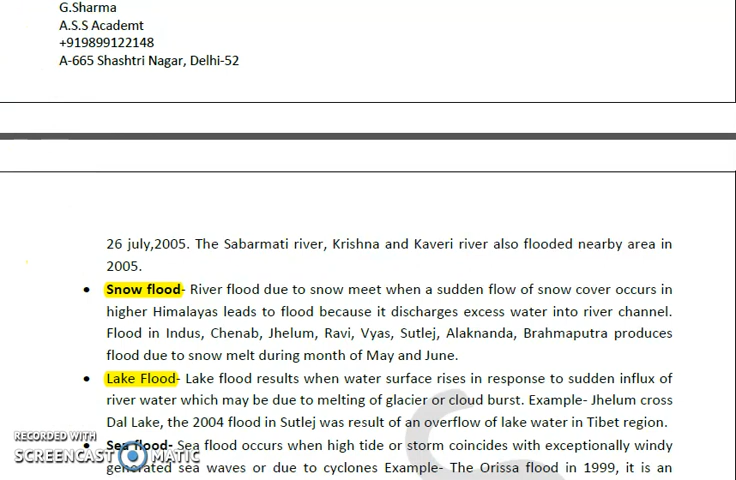 G.Sharma
A.S.S Academt
+919899122148
A-665 Shashtri Nagar, Delhi-52
26 july,2005. The Sabarmati river, Krishna and Kaveri river also flooded nearby area in
2005.
• Snow flood- River flood due to snow meet when a sudden flow of snow cover occurs in
higher Himalayas leads to flood because it discharges excess water into river channel.
Flood in Indus, Chenab, Jhelum, Ravi, Vyas, Sutlej, Alaknanda, Brahmaputra produces
flood due to snow melt during month of May and June.
• Lake Flood- Lake flood results when water surface rises in response to sudden influx of
river water which may be due to melting of glacier or cloud burst. Example- Jhelum cross
Dal Lake, the 2004 flood in Sutlej was result of an overflow of lake water in Tibet region.
• Sea flood- Sea flood occurs when high tide or storm coincides with exceptionally windy
generated sea waves or due to cyclones Example- The Orissa flood in 1999, it is an
RECORDED WITH
SCREENCAST MATIC